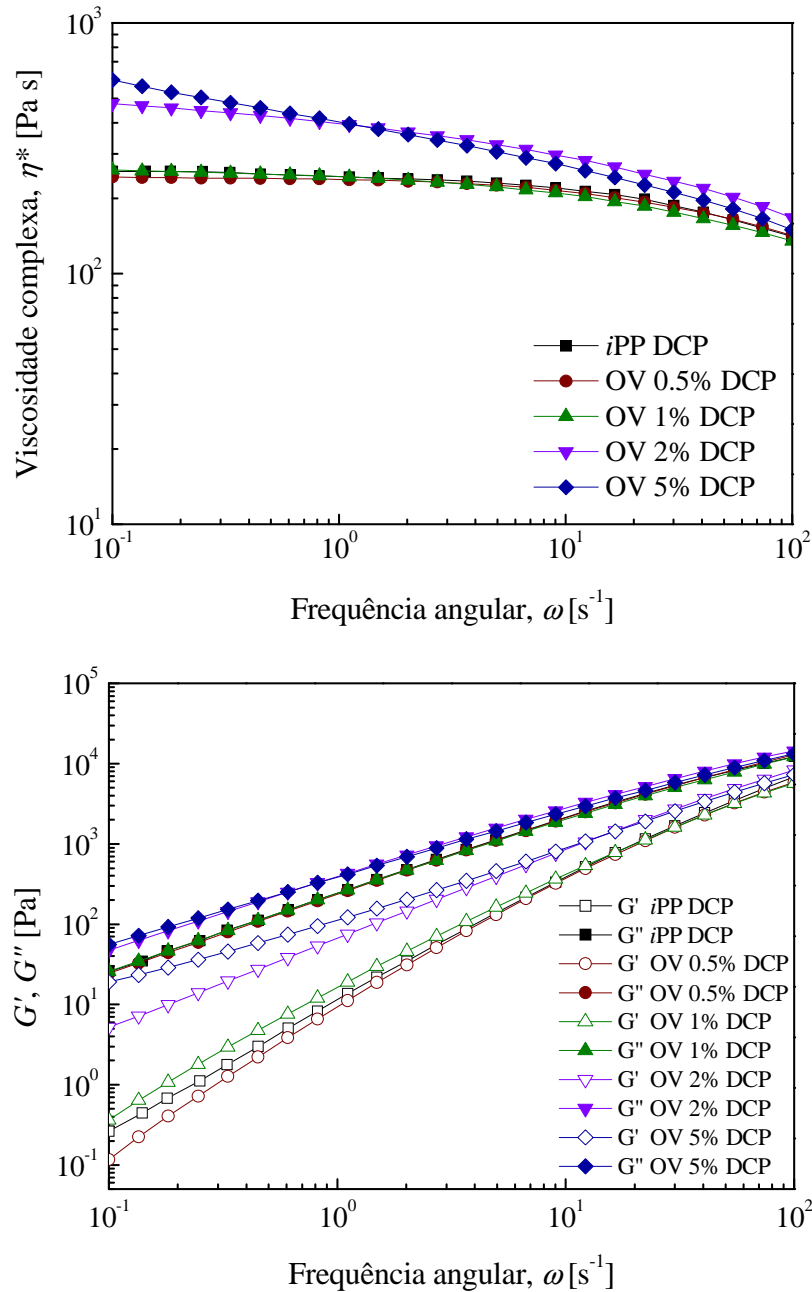 10³
10²
10¹
Viscosidade complexa, η* [Pa s]
iPP DCP
OV 0.5% DCP
OV 1% DCP
OV 2% DCP
OV 5% DCP
10⁻¹ 10⁰ 10¹ 10²
Frequência angular, ω [s⁻¹]
10⁵
10⁴
10³
10²
10¹
10⁰
10⁻¹
G', G'' [Pa]
G' iPP DCP
G'' iPP DCP
G' OV 0.5% DCP
G'' OV 0.5% DCP
G' OV 1% DCP
G'' OV 1% DCP
G' OV 2% DCP
G'' OV 2% DCP
G' OV 5% DCP
G'' OV 5% DCP
10⁻¹ 10⁰ 10¹ 10²
Frequência angular, ω [s⁻¹]